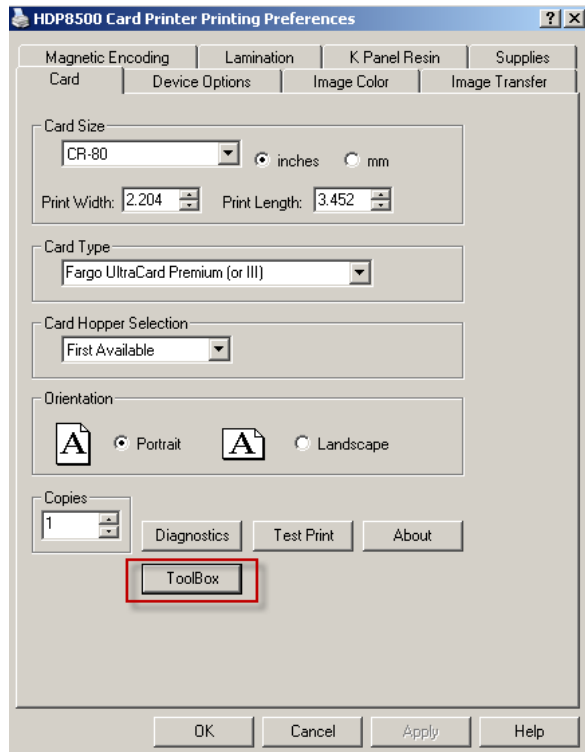 HDP8500 Card Printer Printing Preferences
Magnetic Encoding Lamination K Panel Resin Supplies
Card Device Options Image Color Image Transfer
Card Size
CR-80 inches mm
Print Width: 2.204 Print Length: 3.452
Card Type
Fargo UltraCard Premium (or III)
Card Hopper Selection
First Available
Orientation
A Portrait A Landscape
Copies
1
Diagnostics Test Print About
ToolBox
OK Cancel Apply Help